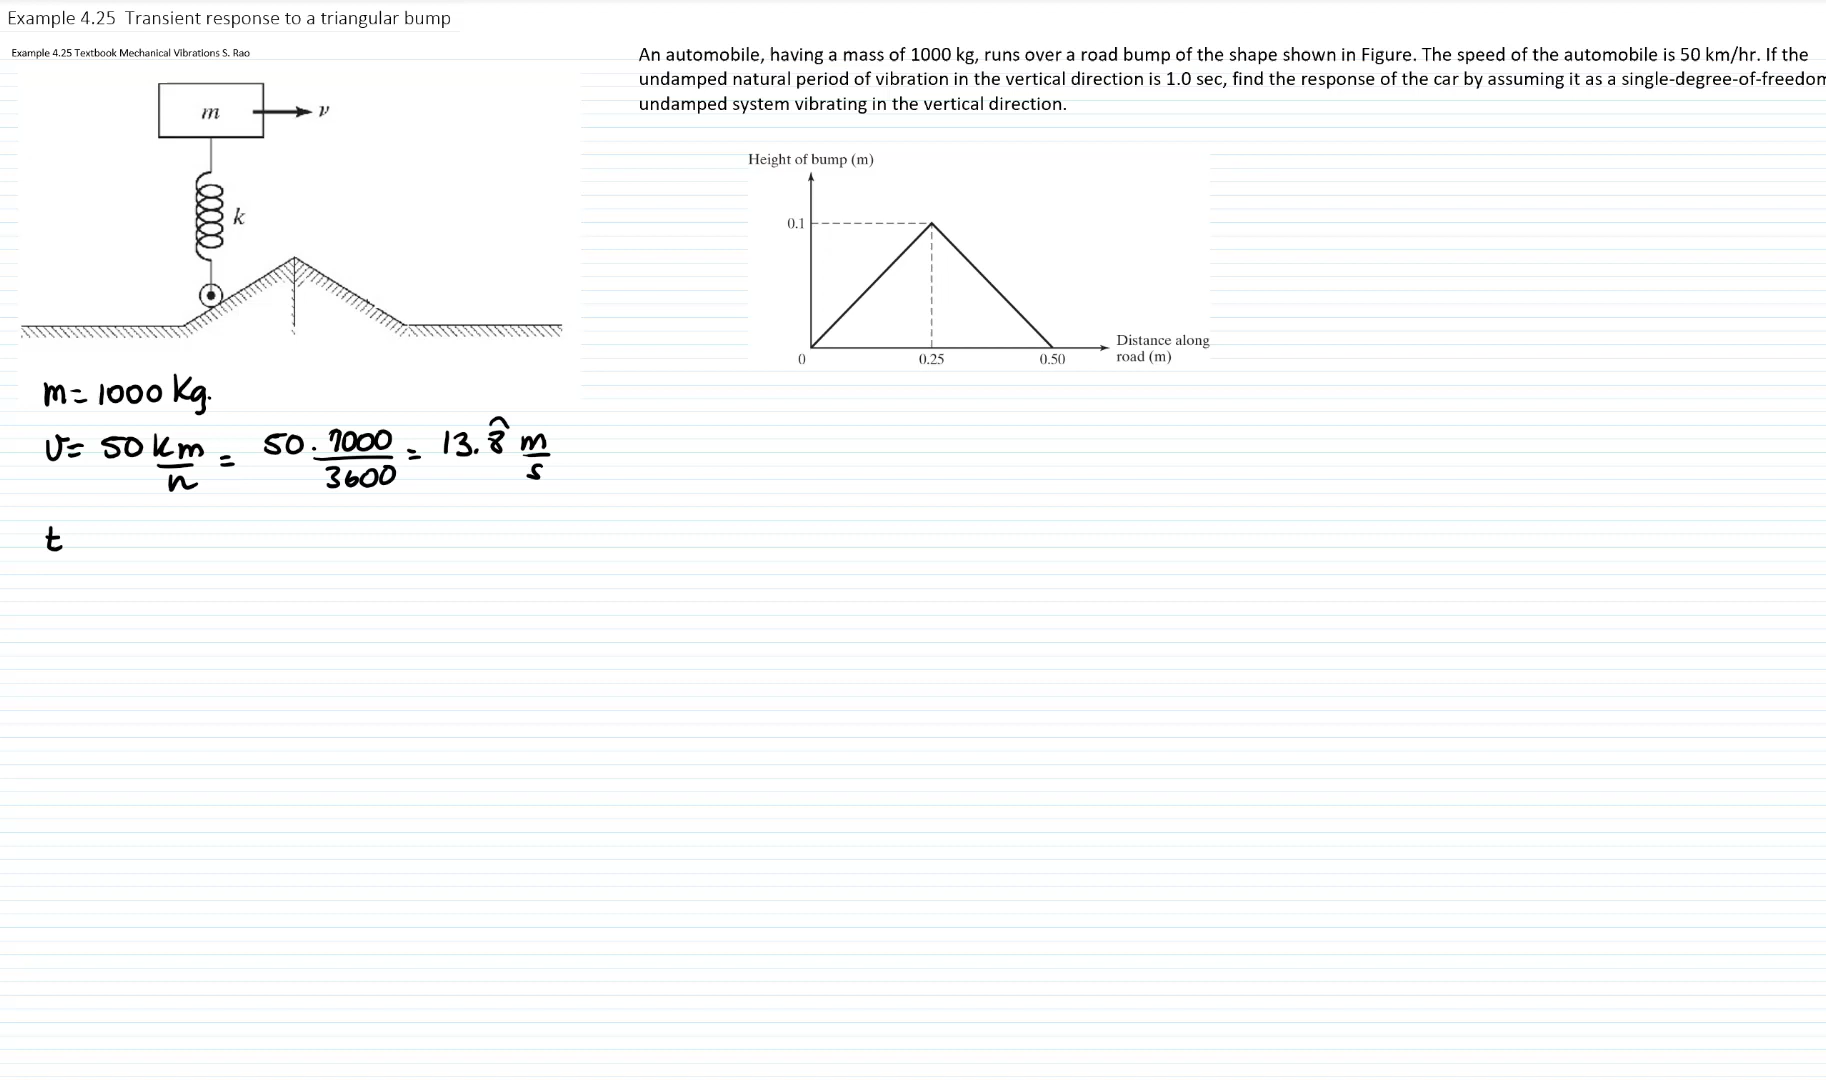 Example 4.25 Transient response to a triangular bump
Example 4.25 Textbook Mechanical Vibrations S. Rao
An automobile, having a mass of 1000 kg, runs over a road bump of the shape shown in Figure. The speed of the automobile is 50 km/hr. If the
undamped natural period of vibration in the vertical direction is 1.0 sec, find the response of the car by assuming it as a single-degree-of-freedom
undamped system vibrating in the vertical direction.
m
v
k
Height of bump (m)
0.1
0
0.25
0.50
Distance along
road (m)
m = 1000 kg.
v = 50 km/h = 50 · 1000/3600 = 13.8̂ m/s
t